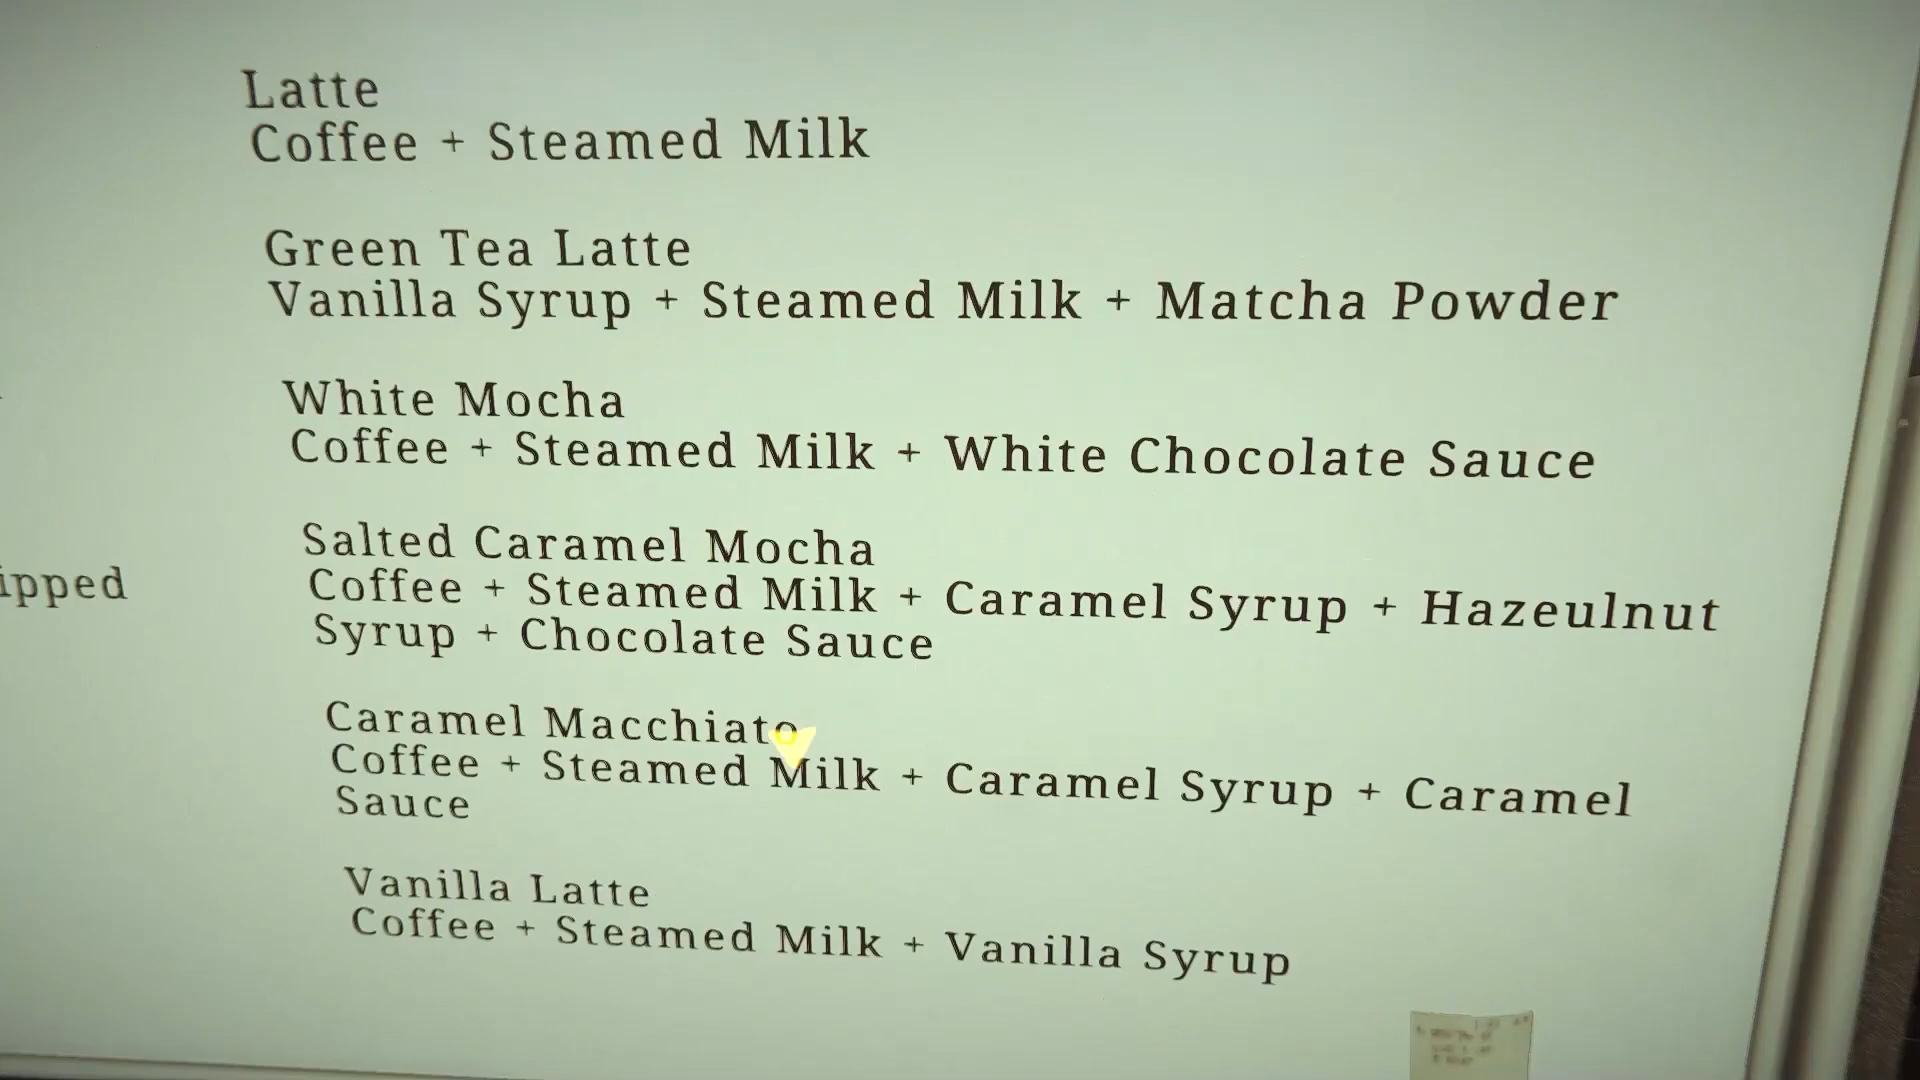 Latte
Coffee + Steamed Milk
Green Tea Latte
Vanilla Syrup + Steamed Milk + Matcha Powder
White Mocha
Coffee + Steamed Milk + White Chocolate Sauce
ipped
Salted Caramel Mocha
Coffee + Steamed Milk + Caramel Syrup + Hazeulnut
Syrup + Chocolate Sauce
Caramel Macchiato
Coffee + Steamed Milk + Caramel Syrup + Caramel
Sauce
Vanilla Latte
Coffee + Steamed Milk + Vanilla Syrup